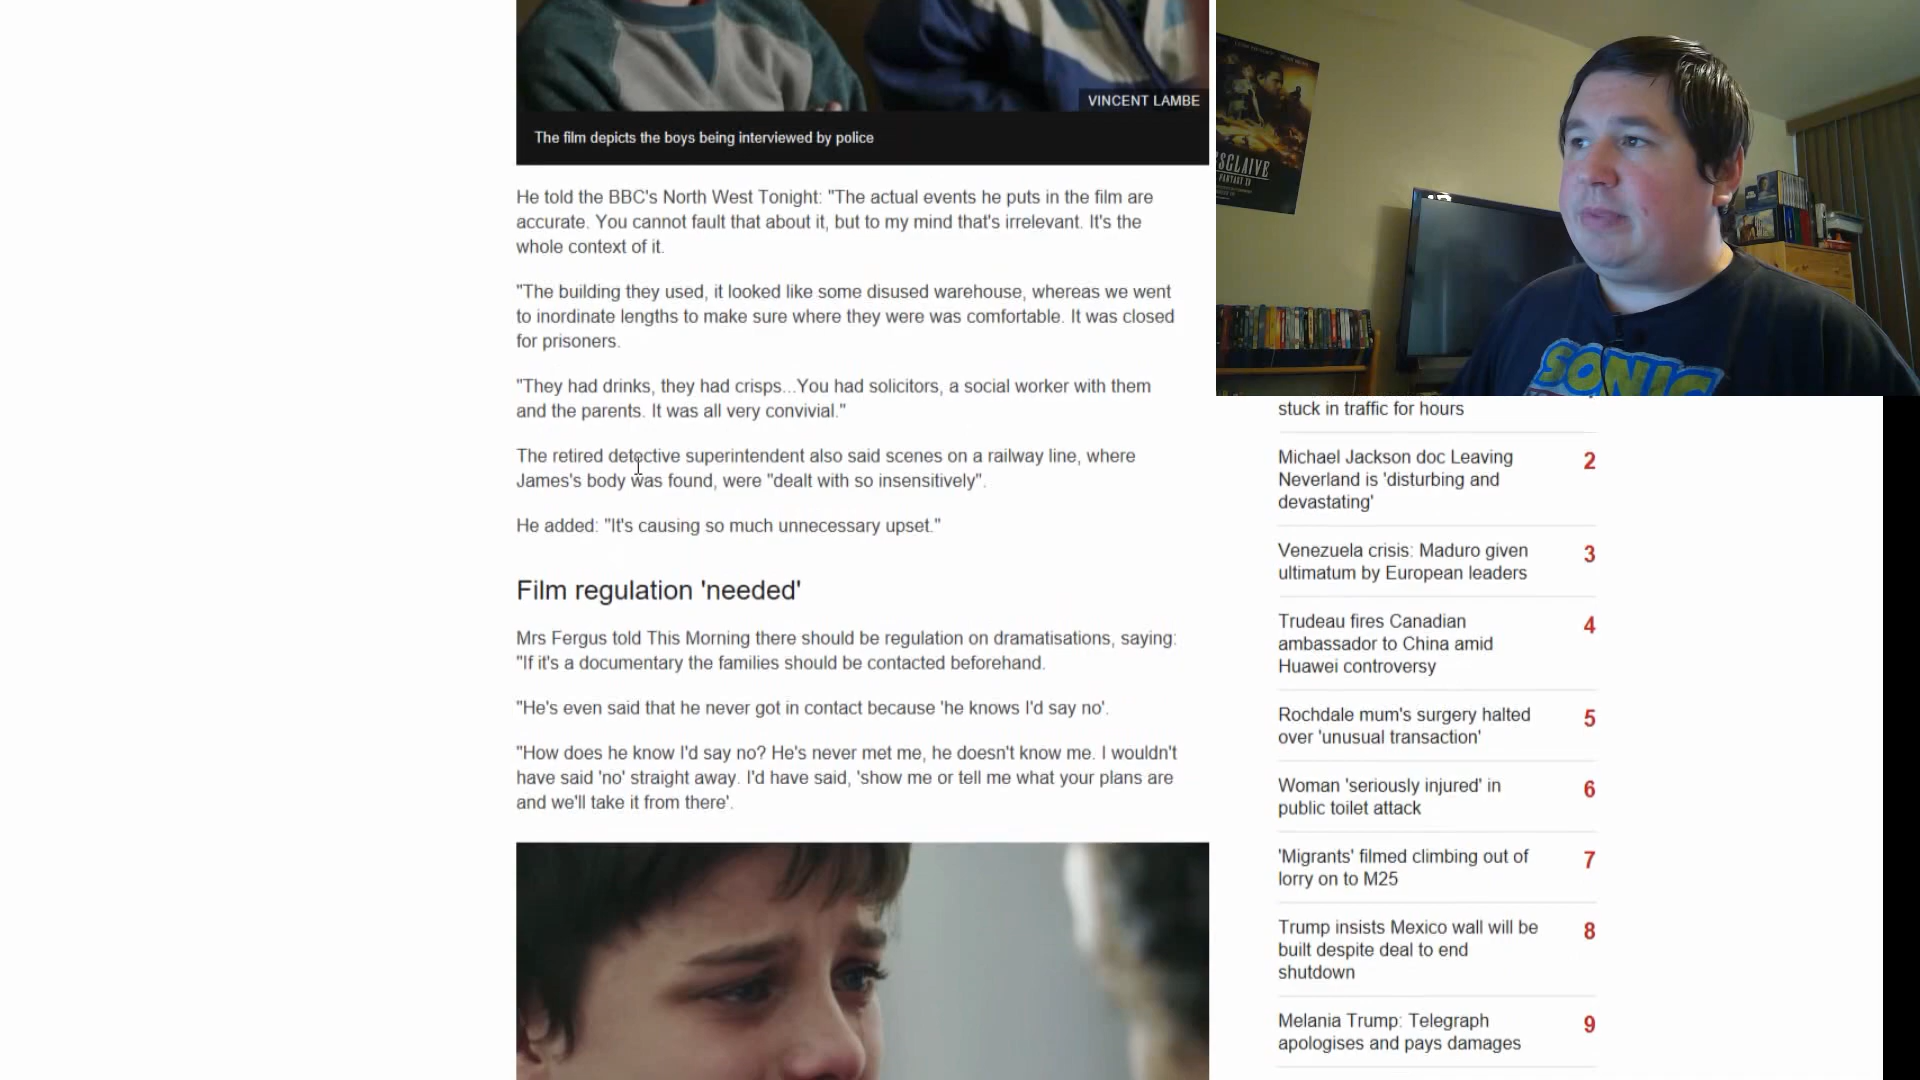 VINCENT LAMBE
The film depicts the boys being interviewed by police
He told the BBC's North West Tonight: "The actual events he puts in the film are
accurate. You cannot fault that about it, but to my mind that's irrelevant. It's the
whole context of it.
"The building they used, it looked like some disused warehouse, whereas we went
to inordinate lengths to make sure where they were was comfortable. It was closed
for prisoners.
"They had drinks, they had crisps...You had solicitors, a social worker with them
and the parents. It was all very convivial."
The retired detective superintendent also said scenes on a railway line, where
James's body was found, were "dealt with so insensitively".
He added: "It's causing so much unnecessary upset."
Film regulation 'needed'
Mrs Fergus told This Morning there should be regulation on dramatisations, saying:
"If it's a documentary the families should be contacted beforehand.
"He's even said that he never got in contact because 'he knows I'd say no'.
"How does he know I'd say no? He's never met me, he doesn't know me. I wouldn't
have said 'no' straight away. I'd have said, 'show me or tell me what your plans are
and we'll take it from there'.
SONIC
stuck in traffic for hours
Michael Jackson doc Leaving
Neverland is 'disturbing and
devastating'
2
Venezuela crisis: Maduro given
ultimatum by European leaders
3
Trudeau fires Canadian
ambassador to China amid
Huawei controversy
4
Rochdale mum's surgery halted
over 'unusual transaction'
5
Woman 'seriously injured' in
public toilet attack
6
'Migrants' filmed climbing out of
lorry on to M25
7
Trump insists Mexico wall will be
built despite deal to end
shutdown
8
Melania Trump: Telegraph
apologises and pays damages
9